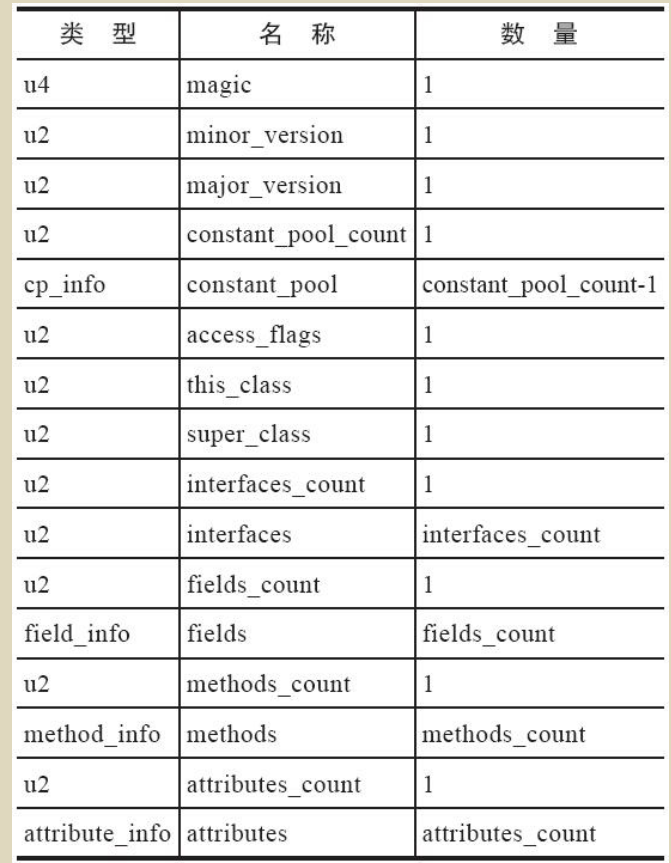 类 型 名 称 数 量
u4 magic 1
u2 minor_version 1
u2 major_version 1
u2 constant_pool_count 1
cp_info constant_pool constant_pool_count-1
u2 access_flags 1
u2 this_class 1
u2 super_class 1
u2 interfaces_count 1
u2 interfaces interfaces_count
u2 fields_count 1
field_info fields fields_count
u2 methods_count 1
method_info methods methods_count
u2 attributes_count 1
attribute_info attributes attributes_count